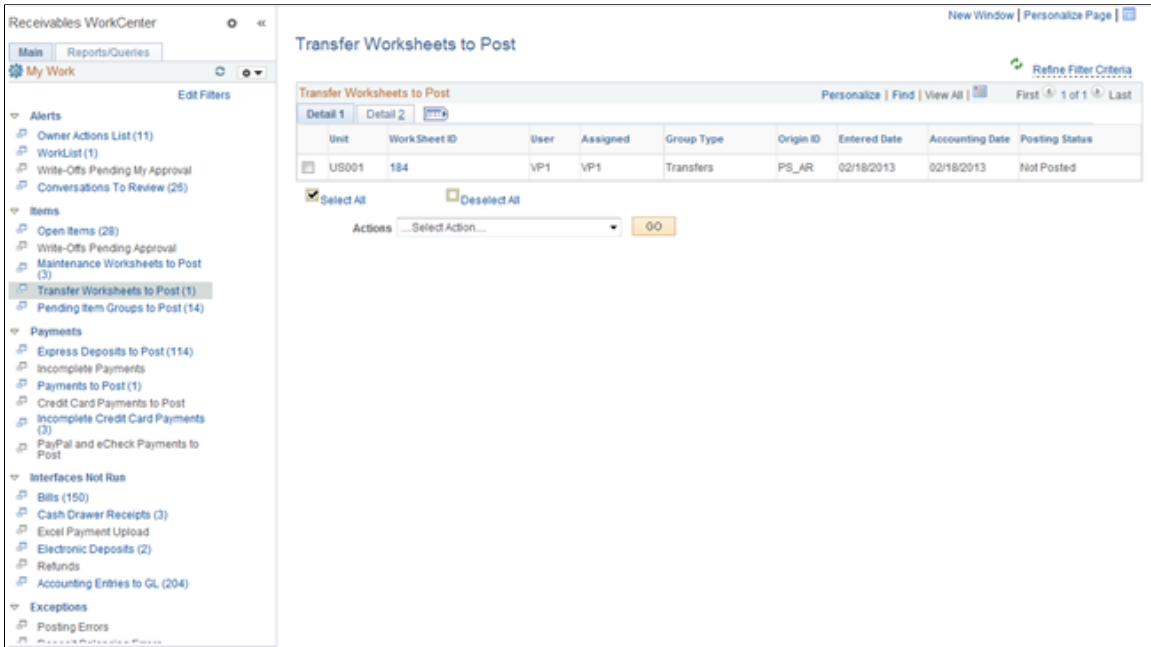 Receivables WorkCenter
New Window | Personalize Page |
Main Reports/Queries
My Work
Edit Filters
Alerts
Owner Actions List (11)
WorkList (1)
Write-Offs Pending My Approval
Conversations To Review (26)
Items
Open Items (28)
Write-Offs Pending Approval
Maintenance Worksheets to Post
(3)
Transfer Worksheets to Post (1)
Pending Item Groups to Post (14)
Payments
Express Deposits to Post (114)
Incomplete Payments
Payments to Post (1)
Credit Card Payments to Post
Incomplete Credit Card Payments
(3)
PayPal and eCheck Payments to
Post
Interfaces Not Run
Bills (150)
Cash Drawer Receipts (3)
Excel Payment Upload
Electronic Deposits (2)
Refunds
Accounting Entries to GL (204)
Exceptions
Posting Errors
Transfer Worksheets to Post
Refine Filter Criteria
Transfer Worksheets to Post Personalize | Find | View All | First 1 of 1 Last
Detail 1 Detail 2
Unit WorkSheet ID User Assigned Group Type Origin ID Entered Date Accounting Date Posting Status
US001 184 VP1 VP1 Transfers PS_AR 02/18/2013 02/18/2013 Not Posted
Select All Deselect All
Actions ...Select Action... GO